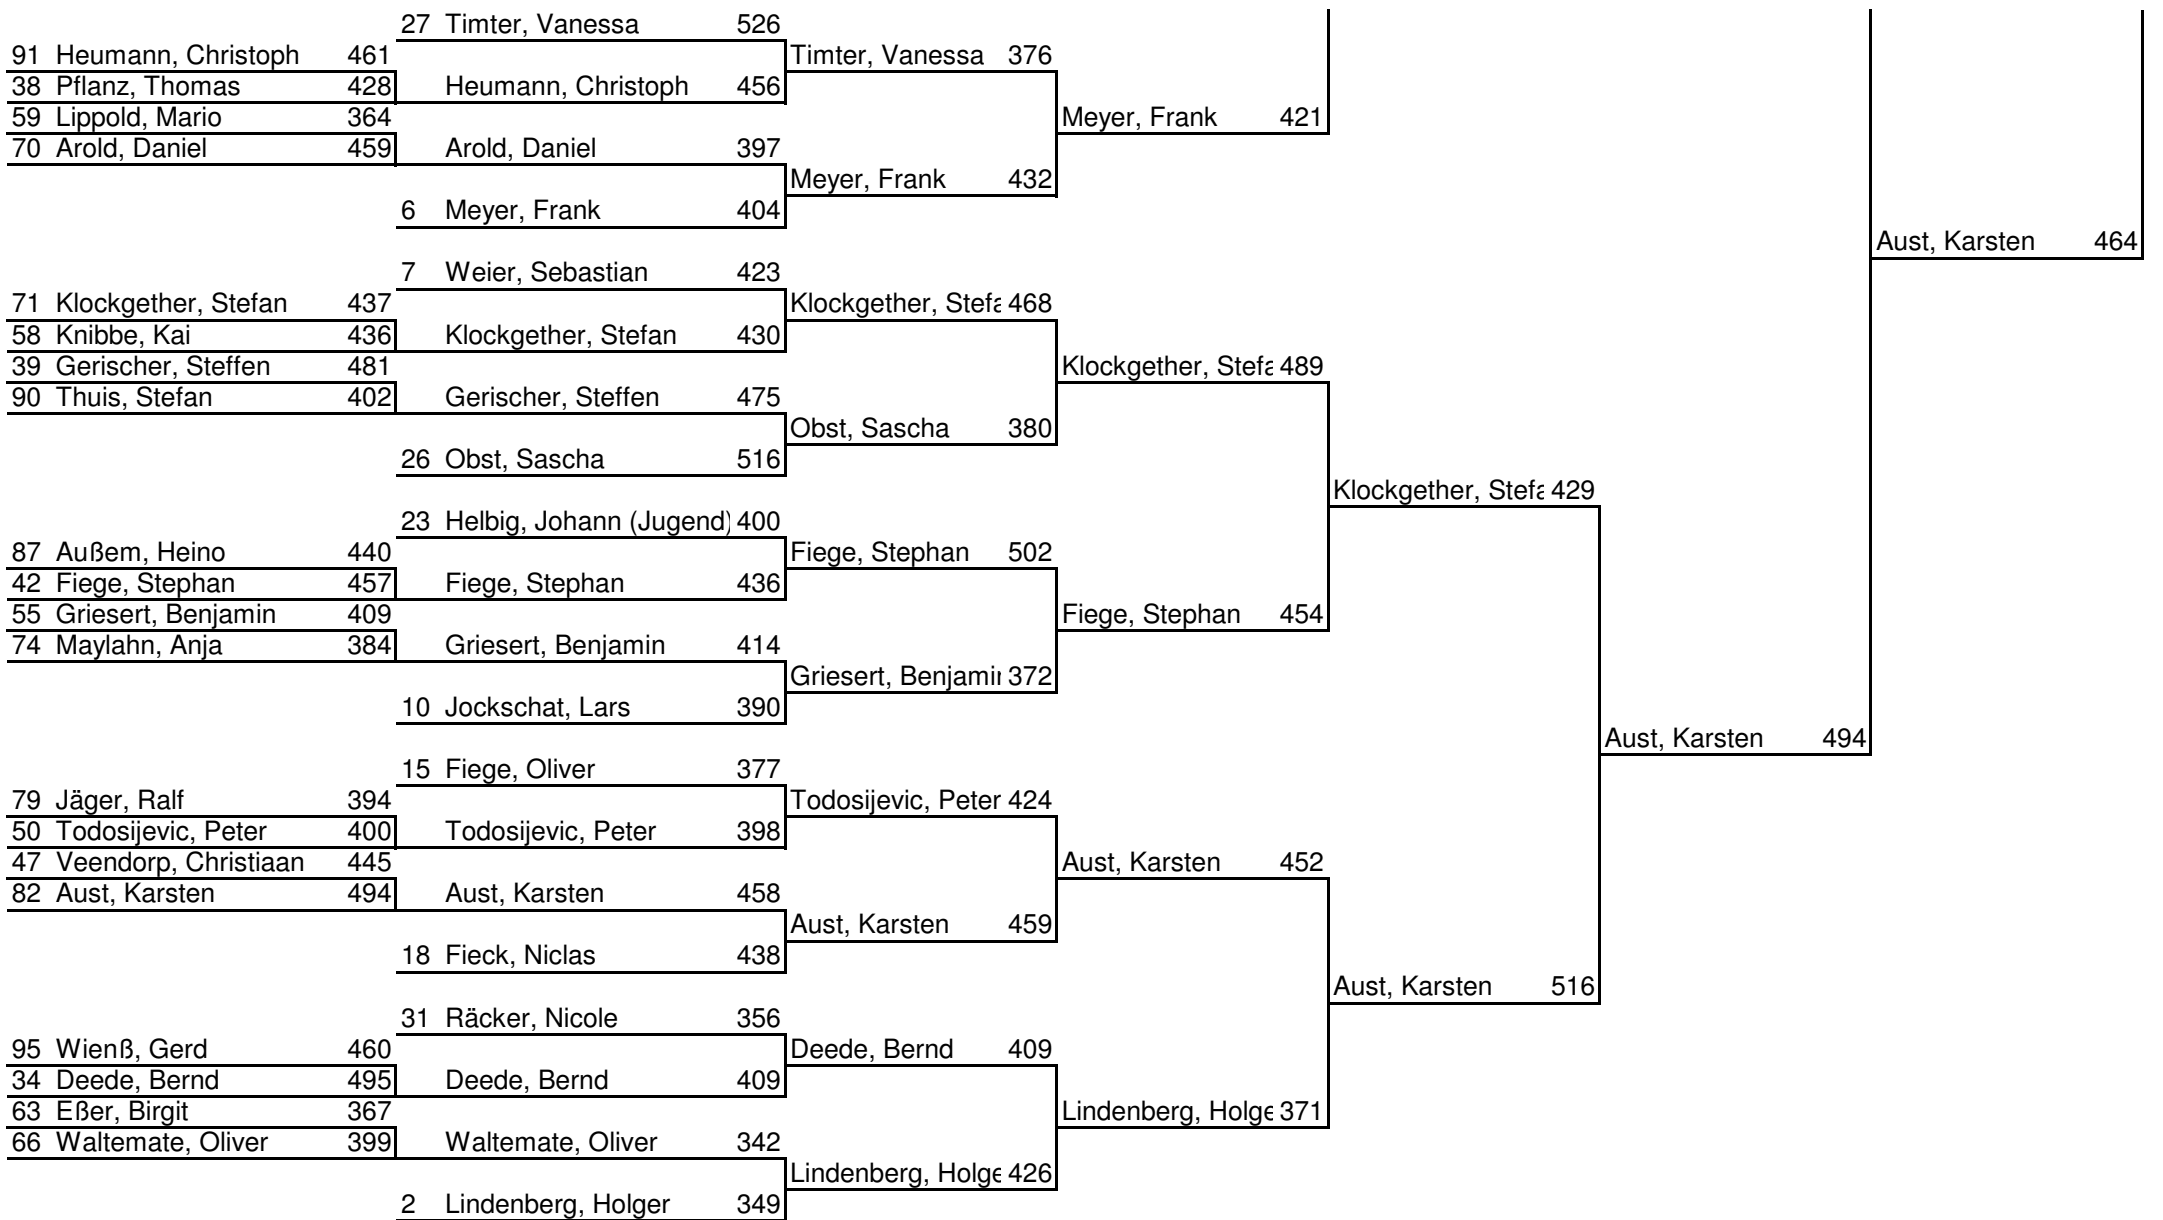 27 Timter, Vanessa 526
91 Heumann, Christoph 461 Timter, Vanessa 376
38 Pflanz, Thomas 428 Heumann, Christoph 456
59 Lippold, Mario 364 Meyer, Frank 421
70 Arold, Daniel 459 Arold, Daniel 397
Meyer, Frank 432
6 Meyer, Frank 404
Aust, Karsten 464
7 Weier, Sebastian 423
71 Klockgether, Stefan 437 Klockgether, Stefa 468
58 Knibbe, Kai 436 Klockgether, Stefan 430
39 Gerischer, Steffen 481 Klockgether, Stefa 489
90 Thuis, Stefan 402 Gerischer, Steffen 475
Obst, Sascha 380
26 Obst, Sascha 516
Klockgether, Stefa 429
23 Helbig, Johann (Jugend) 400
87 Außem, Heino 440 Fiege, Stephan 502
42 Fiege, Stephan 457 Fiege, Stephan 436
55 Griesert, Benjamin 409 Fiege, Stephan 454
74 Maylahn, Anja 384 Griesert, Benjamin 414
Griesert, Benjamin 372
10 Jockschat, Lars 390
Aust, Karsten 494
15 Fiege, Oliver 377
79 Jäger, Ralf 394 Todosijevic, Peter 424
50 Todosijevic, Peter 400 Todosijevic, Peter 398
47 Veendorp, Christiaan 445 Aust, Karsten 452
82 Aust, Karsten 494 Aust, Karsten 458
Aust, Karsten 459
18 Fieck, Niclas 438
Aust, Karsten 516
31 Räcker, Nicole 356
95 Wienß, Gerd 460 Deede, Bernd 409
34 Deede, Bernd 495 Deede, Bernd 409
63 Eßer, Birgit 367 Lindenberg, Holge 371
66 Waltemate, Oliver 399 Waltemate, Oliver 342
Lindenberg, Holge 426
2 Lindenberg, Holger 349